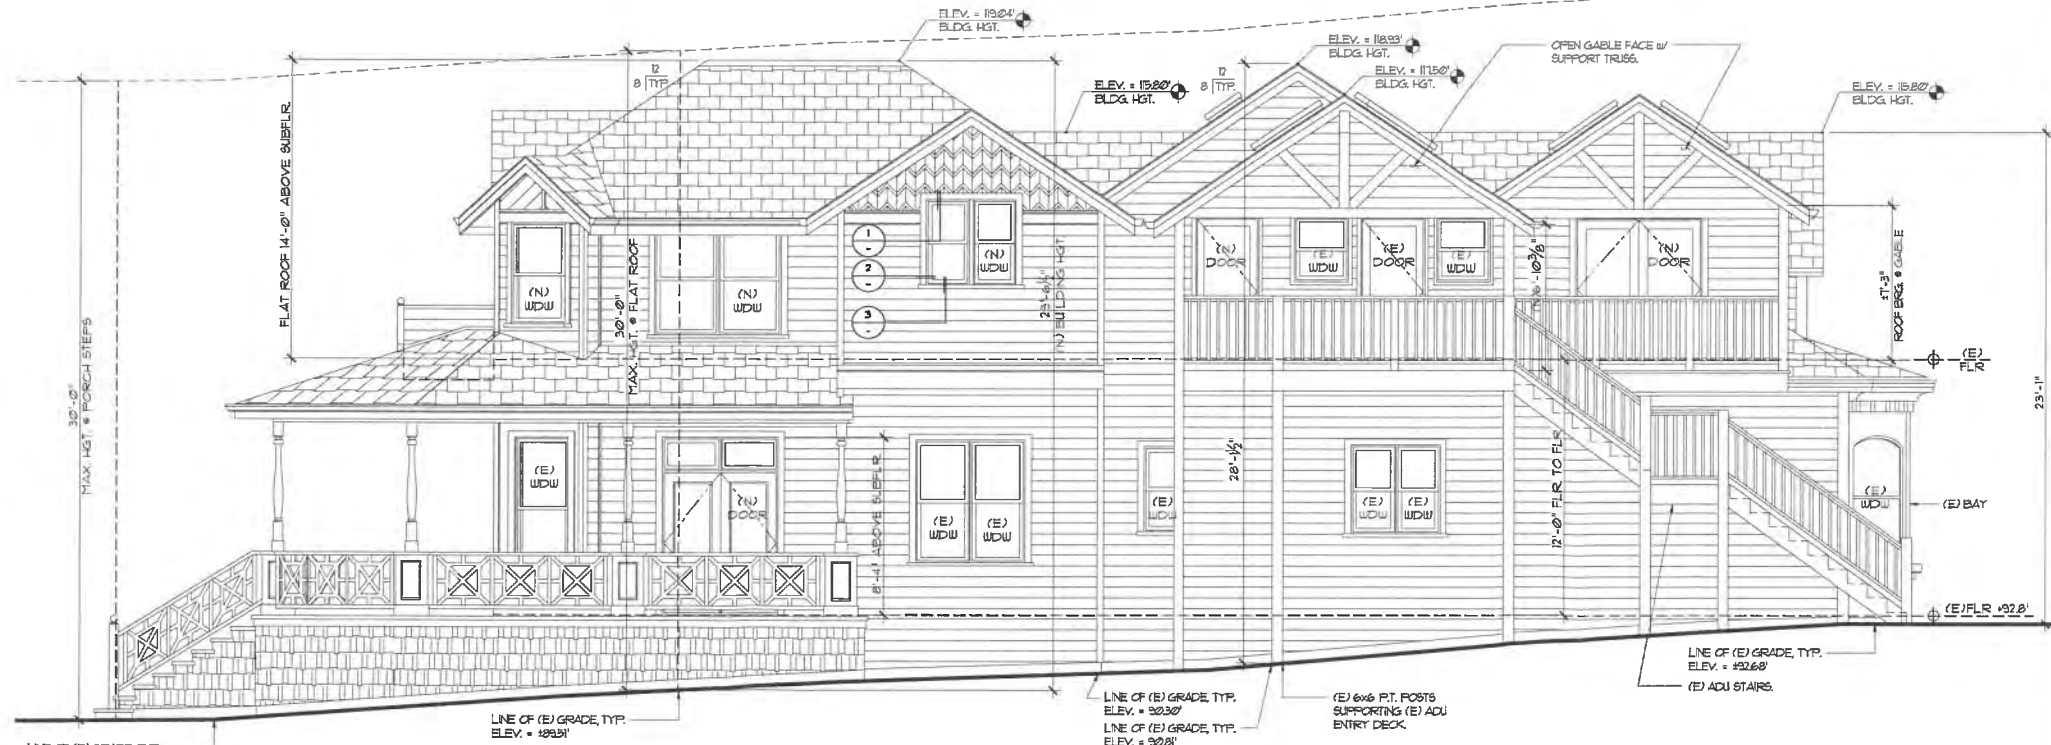 ELEV. = 119.04'
BLDG. HGT.
ELEV. = 118.93'
BLDG. HGT.
OPEN GABLE FACE W/
SUPPORT TRUSS.
ELEV. = 117.50'
BLDG. HGT.
ELEV. = 115.80'
BLDG. HGT.
ELEV. = 115.80'
BLDG. HGT.
12
8 TYP.
12
8 TYP.
FLAT ROOF 14'-0" ABOVE SUBFLR.
30'-0"
MAX. HGT. @ PORCH STEPS
30'-0"
MAX. HGT. @ FLAT ROOF
(N)
WDW
(N)
WDW
(N)
WDW
1
-
2
-
3
-
(N) BUILDING HGT
(N)
DOOR
(E)
WDW
(E)
DOOR
(E)
WDW
(N)
DOOR
±7'-3"
ROOF BRG. @ GABLE
(E)
FLR
23'-1"
28'-1½"
12'-0" FLR TO FLR
8'-4" ABOVE SUBFLR.
(E)
WDW
(N)
DOOR
(E)
WDW
(E)
WDW
(E)
WDW
(E)
WDW
(E)
WDW
(E)
WDW
(E) BAY
(E) FLR +92.8'
LINE OF (E) GRADE, TYP.
ELEV. = ±92.68'
(E) ADU STAIRS.
(E) 6x6 P.T. POSTS
SUPPORTING (E) ADU
ENTRY DECK.
LINE OF (E) GRADE, TYP.
ELEV. = 90.30'
LINE OF (E) GRADE, TYP.
ELEV. = 90.81'
LINE OF (E) GRADE, TYP.
ELEV. = ±89.51'